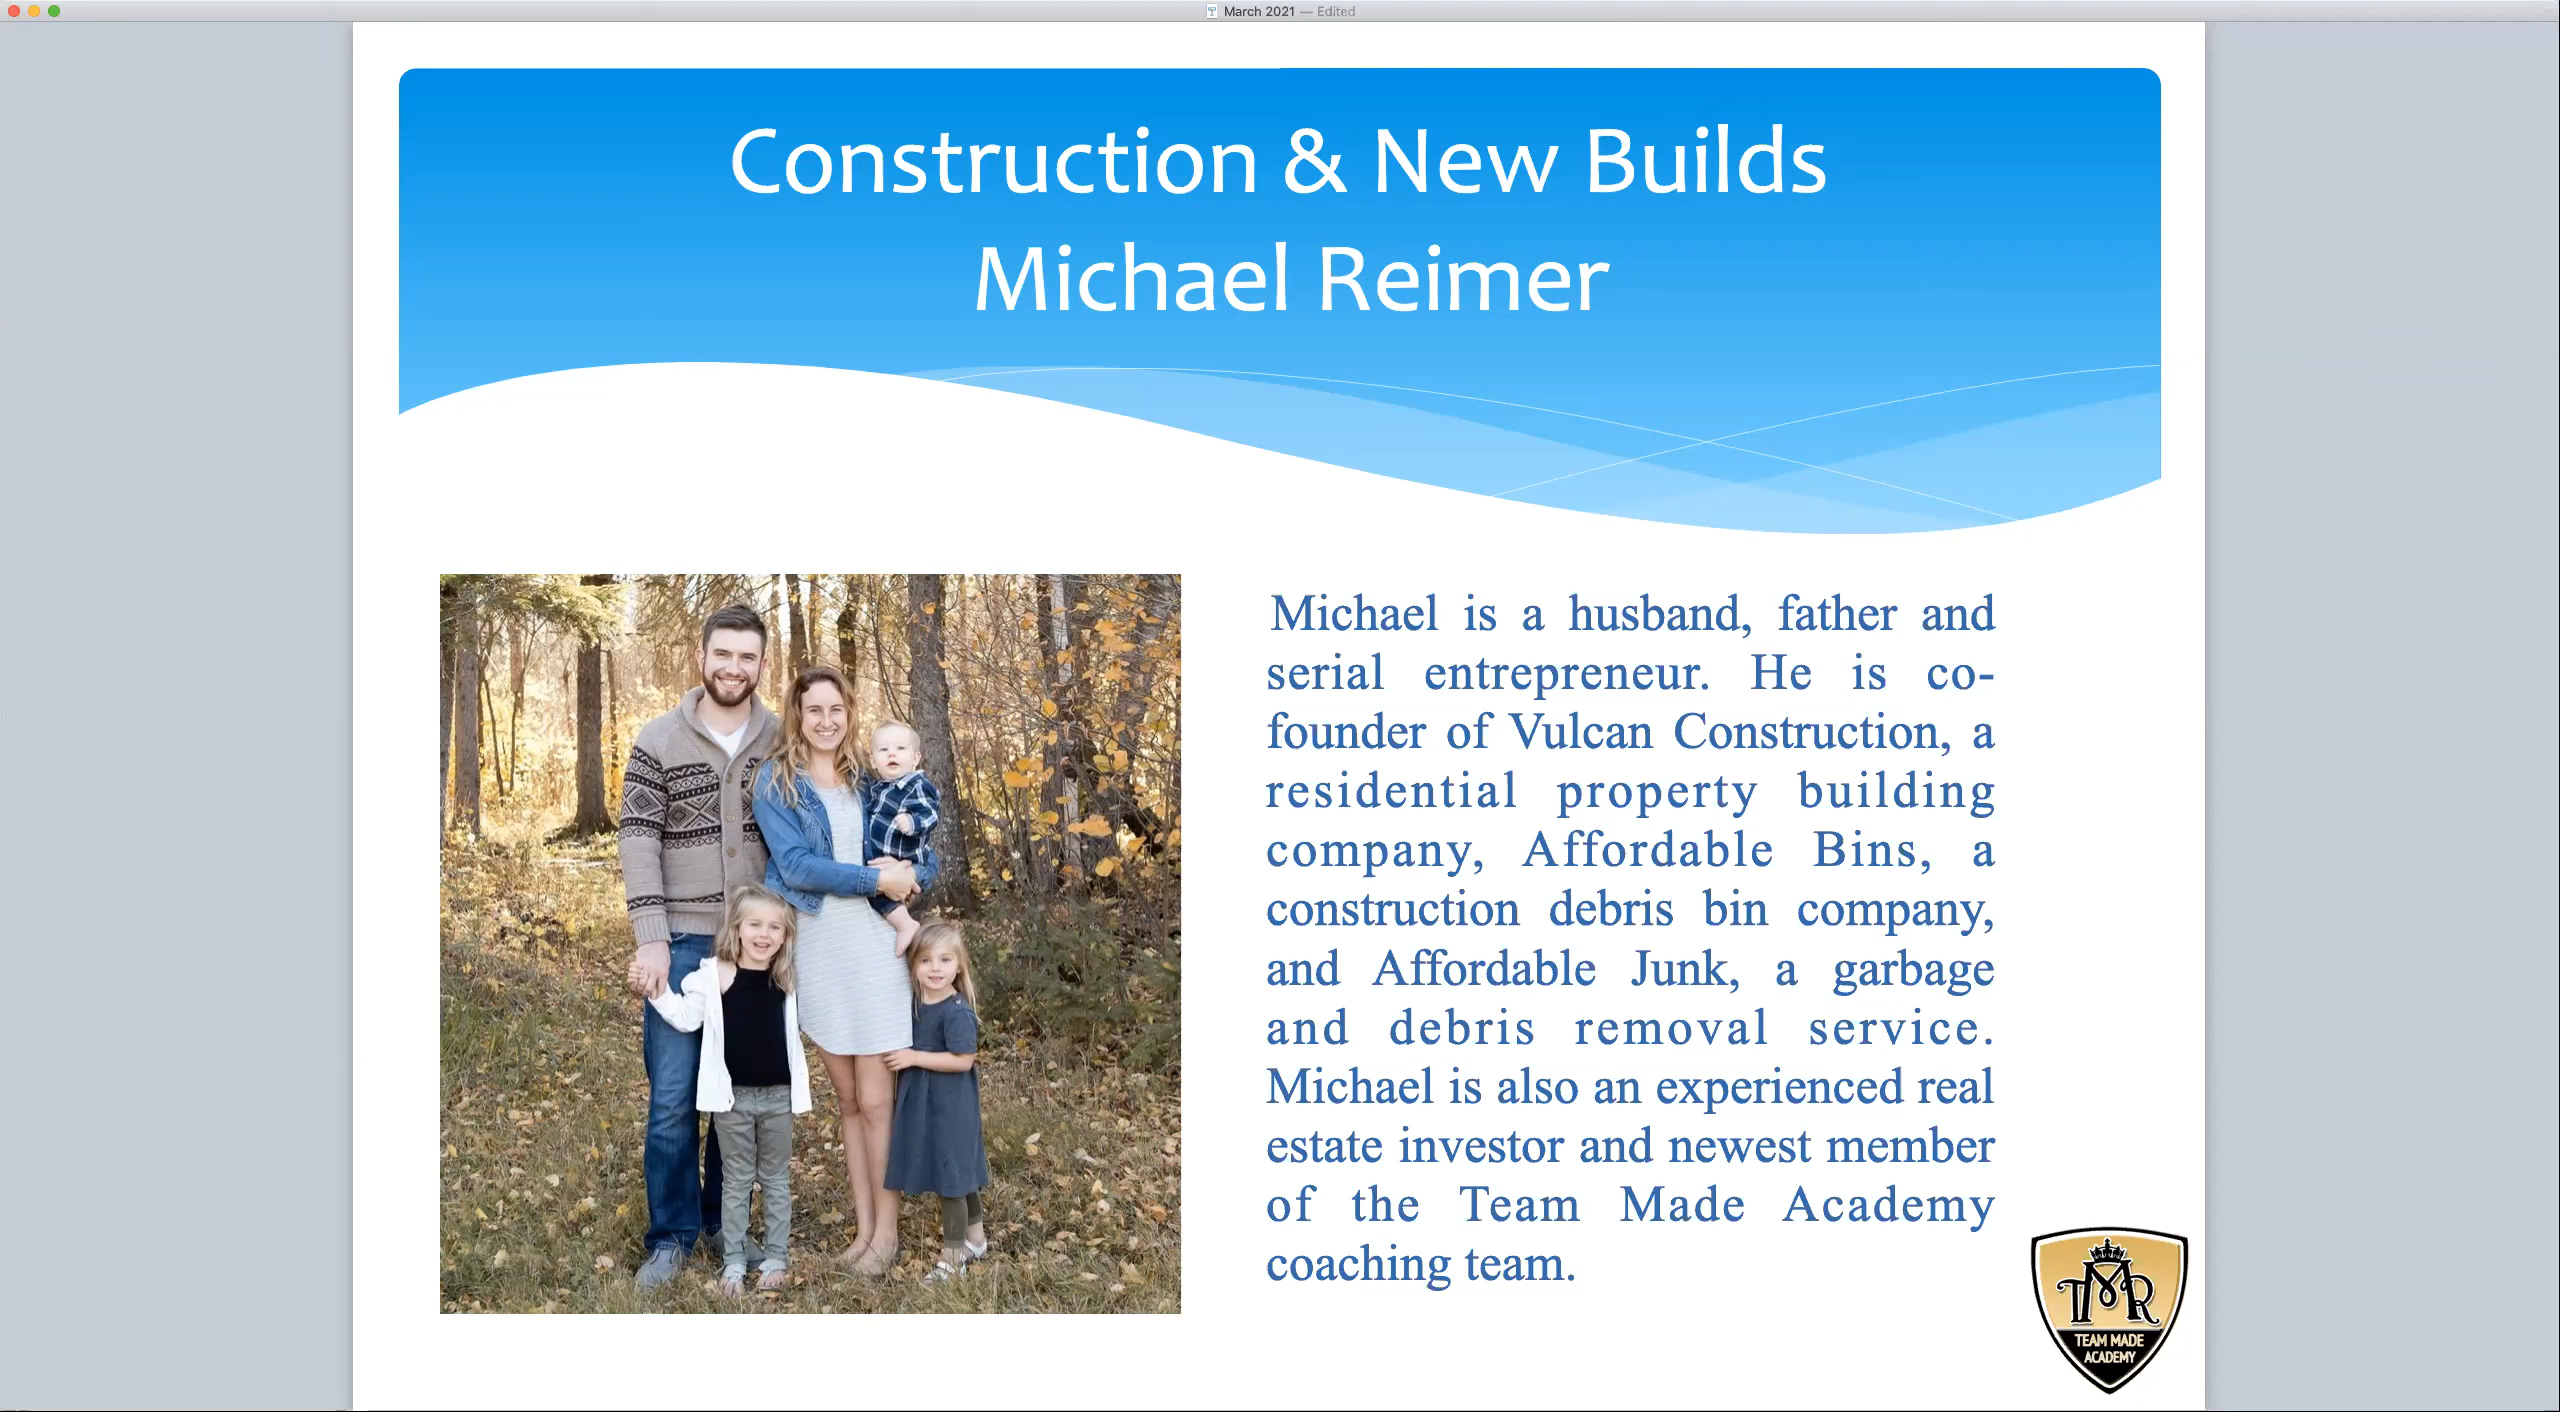 March 2021 — Edited
Construction & New Builds
Michael Reimer
Michael is a husband, father and
serial entrepreneur. He is co-
founder of Vulcan Construction, a
residential property building
company, Affordable Bins, a
construction debris bin company,
and Affordable Junk, a garbage
and debris removal service.
Michael is also an experienced real
estate investor and newest member
of the Team Made Academy
coaching team.
TMR
TEAM MADE
ACADEMY